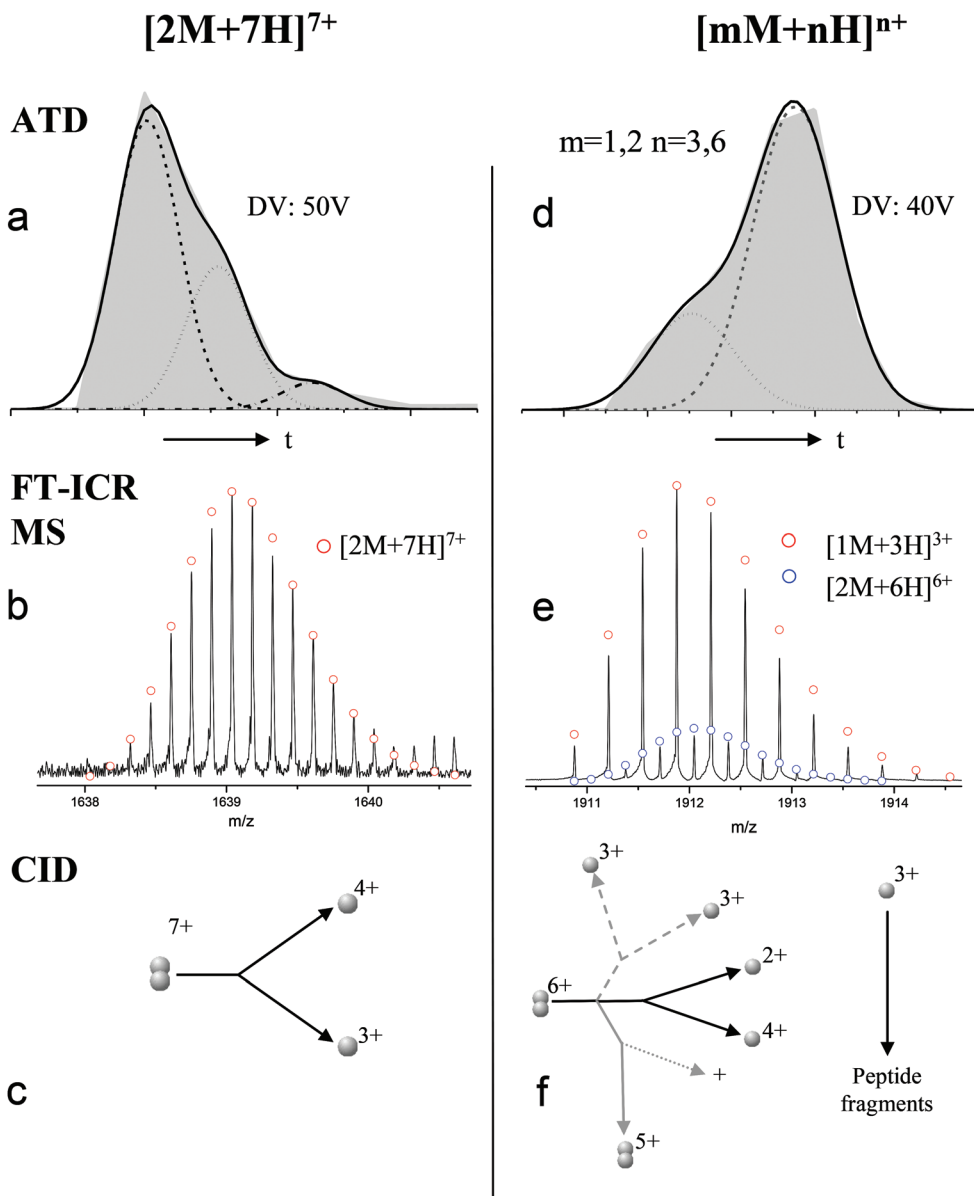 [2M+7H]⁷⁺
[mM+nH]ⁿ⁺
ATD
a
DV: 50V
t
m=1,2 n=3,6
d
DV: 40V
t
FT-ICR
MS
b
[2M+7H]⁷⁺
1638 1639 1640
m/z
e
[1M+3H]³⁺
[2M+6H]⁶⁺
1911 1912 1913 1914
m/z
CID
7+
4+
3+
c
3+
3+
2+
6+
4+
+
5+
f
3+
Peptide
fragments